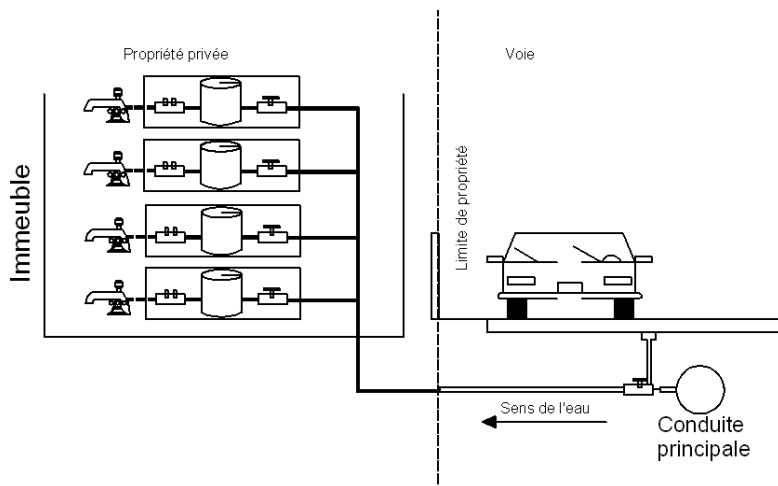 Propriété privée
Voie
Immeuble
Limite de propriété
Sens de l'eau
Conduite
principale